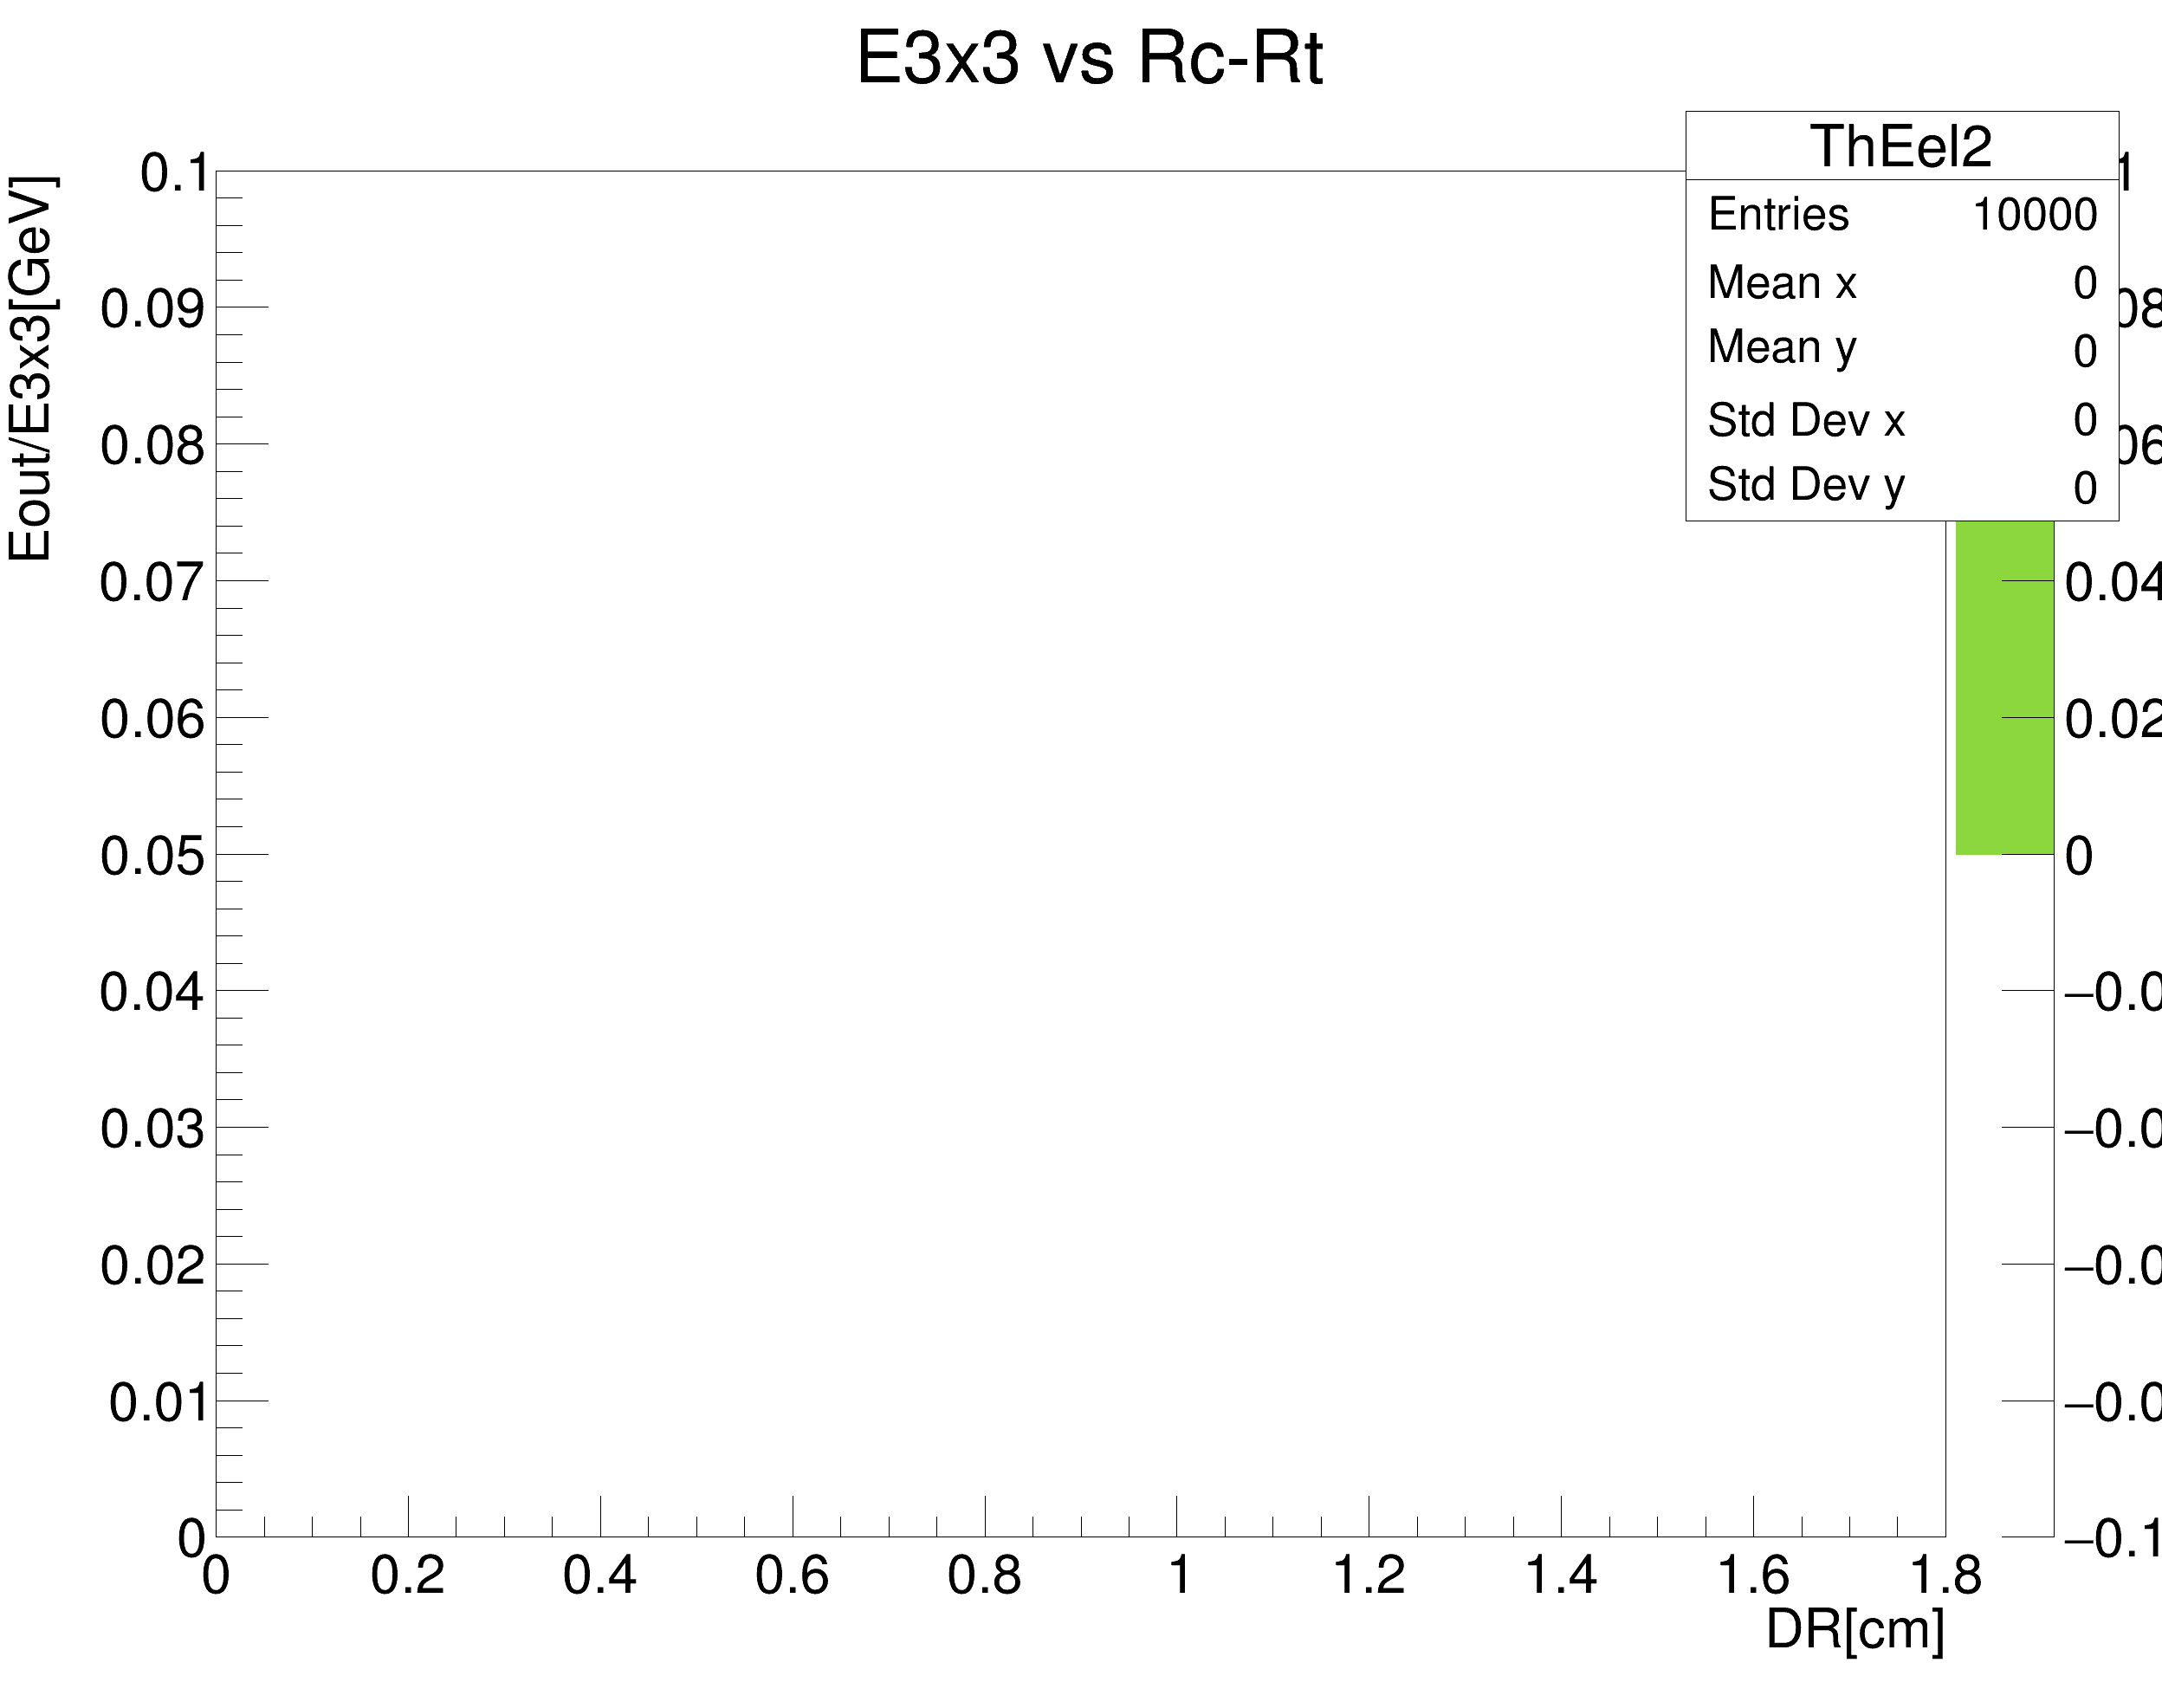 E3x3 vs Rc-Rt
ThEel2
Entries 10000
Mean x 0
Mean y 0
Std Dev x 0
Std Dev y 0
Eout/E3x3[GeV]
0.1
0.09
0.08
0.07
0.06
0.05
0.04
0.03
0.02
0.01
0
0 0.2 0.4 0.6 0.8 1 1.2 1.4 1.6 1.8
DR[cm]
0.04
0.02
0
−0.1